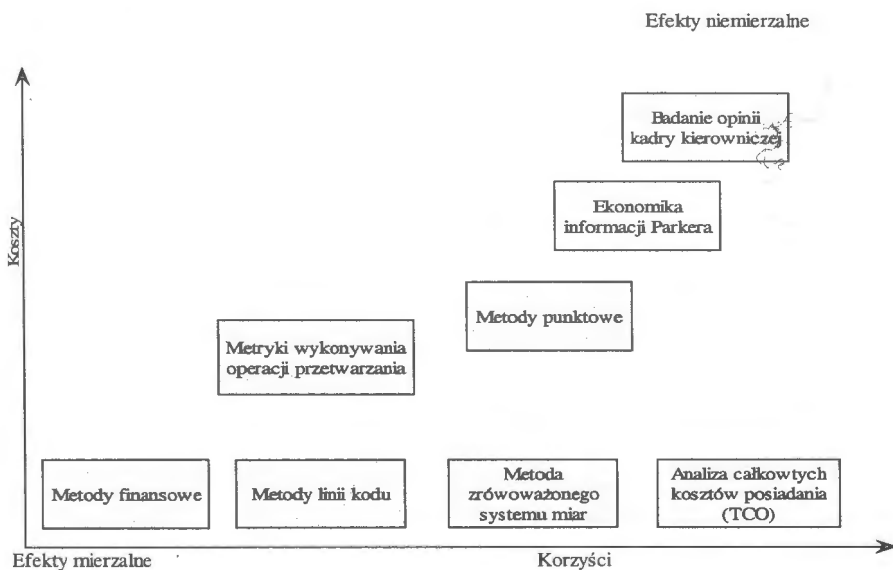 Efekty niemierzalne
Badanie opinii
kadry kierowniczej
Ekonomika
informacji Parkera
Koszty
Metody punktowe
Metryki wykonywania
operacji przetwarzania
Metody finansowe
Metody linii kodu
Metoda
zrówoważonego
systemu miar
Analiza całkowtych
kosztów posiadania
(TCO)
Efekty mierzalne
Korzyści